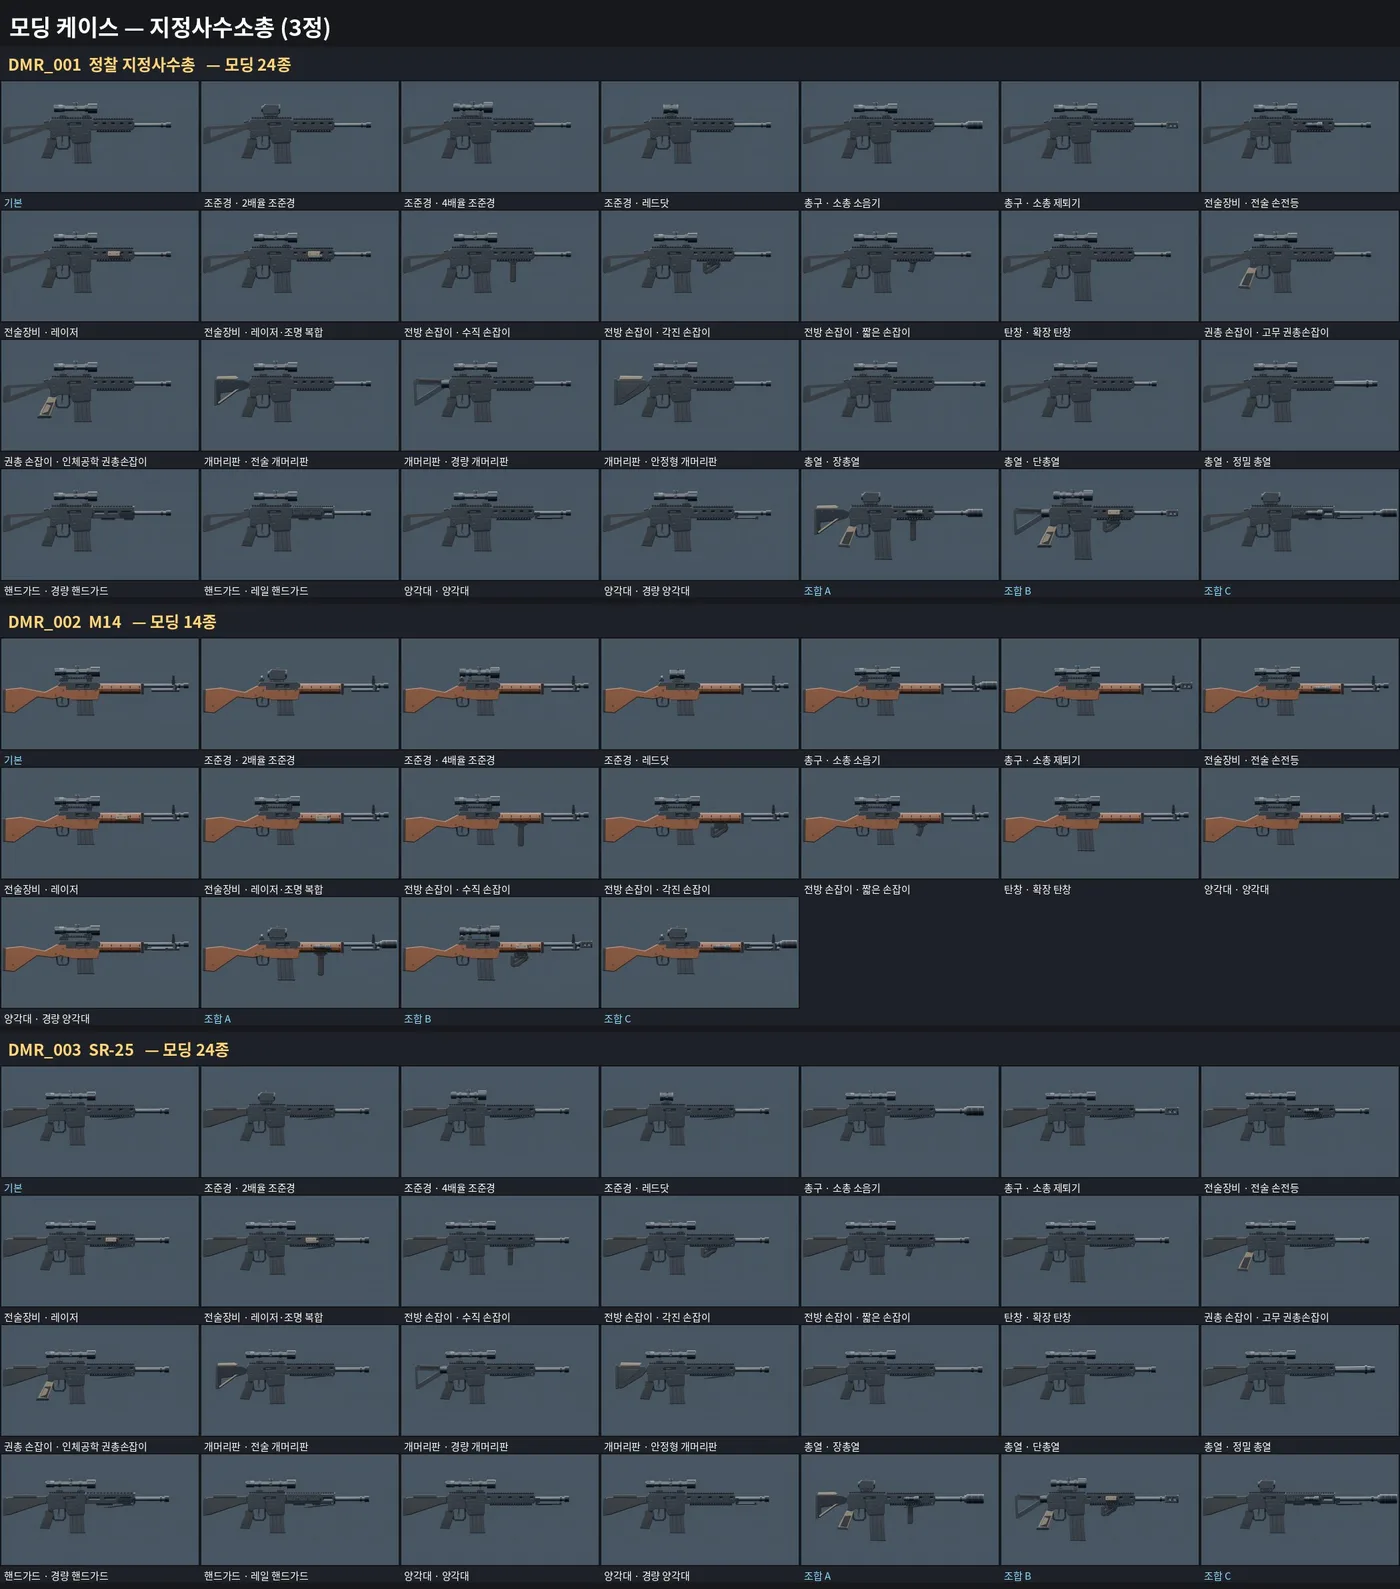 모딩 케이스 — 지정사수소총 (3정)
DMR_001 정찰 지정사수총 — 모딩 24종
기본 조준경 · 2배율 조준경 조준경 · 4배율 조준경 조준경 · 레드닷 총구 · 소총 소음기 총구 · 소총 제퇴기 전술장비 · 전술 손전등
전술장비 · 레이저 전술장비 · 레이저·조명 복합 전방 손잡이 · 수직 손잡이 전방 손잡이 · 각진 손잡이 전방 손잡이 · 짧은 손잡이 탄창 · 확장 탄창 권총 손잡이 · 고무 권총손잡이
권총 손잡이 · 인체공학 권총손잡이 개머리판 · 전술 개머리판 개머리판 · 경량 개머리판 개머리판 · 안정형 개머리판 총열 · 장총열 총열 · 단총열 총열 · 정밀 총열
핸드가드 · 경량 핸드가드 핸드가드 · 레일 핸드가드 양각대 · 양각대 양각대 · 경량 양각대 조합 A 조합 B 조합 C
DMR_002 M14 — 모딩 14종
기본 조준경 · 2배율 조준경 조준경 · 4배율 조준경 조준경 · 레드닷 총구 · 소총 소음기 총구 · 소총 제퇴기 전술장비 · 전술 손전등
전술장비 · 레이저 전술장비 · 레이저·조명 복합 전방 손잡이 · 수직 손잡이 전방 손잡이 · 각진 손잡이 전방 손잡이 · 짧은 손잡이 탄창 · 확장 탄창 양각대 · 양각대
양각대 · 경량 양각대 조합 A 조합 B 조합 C
DMR_003 SR-25 — 모딩 24종
기본 조준경 · 2배율 조준경 조준경 · 4배율 조준경 조준경 · 레드닷 총구 · 소총 소음기 총구 · 소총 제퇴기 전술장비 · 전술 손전등
전술장비 · 레이저 전술장비 · 레이저·조명 복합 전방 손잡이 · 수직 손잡이 전방 손잡이 · 각진 손잡이 전방 손잡이 · 짧은 손잡이 탄창 · 확장 탄창 권총 손잡이 · 고무 권총손잡이
권총 손잡이 · 인체공학 권총손잡이 개머리판 · 전술 개머리판 개머리판 · 경량 개머리판 개머리판 · 안정형 개머리판 총열 · 장총열 총열 · 단총열 총열 · 정밀 총열
핸드가드 · 경량 핸드가드 핸드가드 · 레일 핸드가드 양각대 · 양각대 양각대 · 경량 양각대 조합 A 조합 B 조합 C